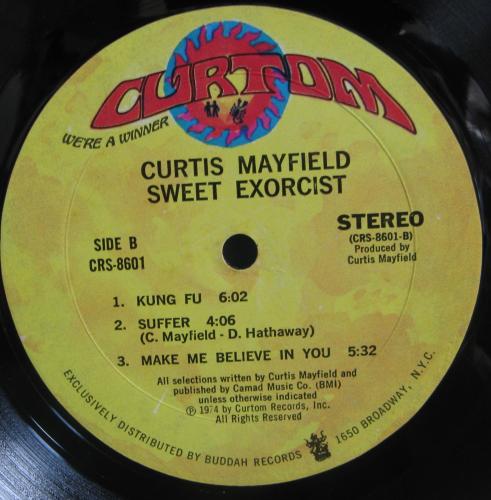 CURTOM
WE'RE A WINNER
CURTIS MAYFIELD
SWEET EXORCIST
STEREO
(CRS-8601-B)
Produced by
Curtis Mayfield
SIDE B
CRS-8601
1. KUNG FU 6:02
2. SUFFER 4:06
(C. Mayfield - D. Hathaway)
3. MAKE ME BELIEVE IN YOU 5:32
All selections written by Curtis Mayfield and
published by Camad Music Co. (BMI)
unless otherwise indicated
℗ 1974 by Curtom Records, Inc.
All Rights Reserved
EXCLUSIVELY DISTRIBUTED BY BUDDAH RECORDS 1650 BROADWAY, N.Y.C.